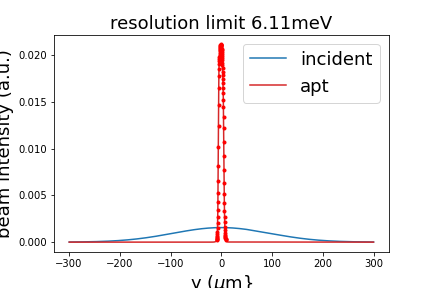 resolution limit 6.11meV
beam intensity (a.u.)
0.020
0.015
0.010
0.005
0.000
incident
apt
−300
−200
−100
0
100
200
300
y (μm}